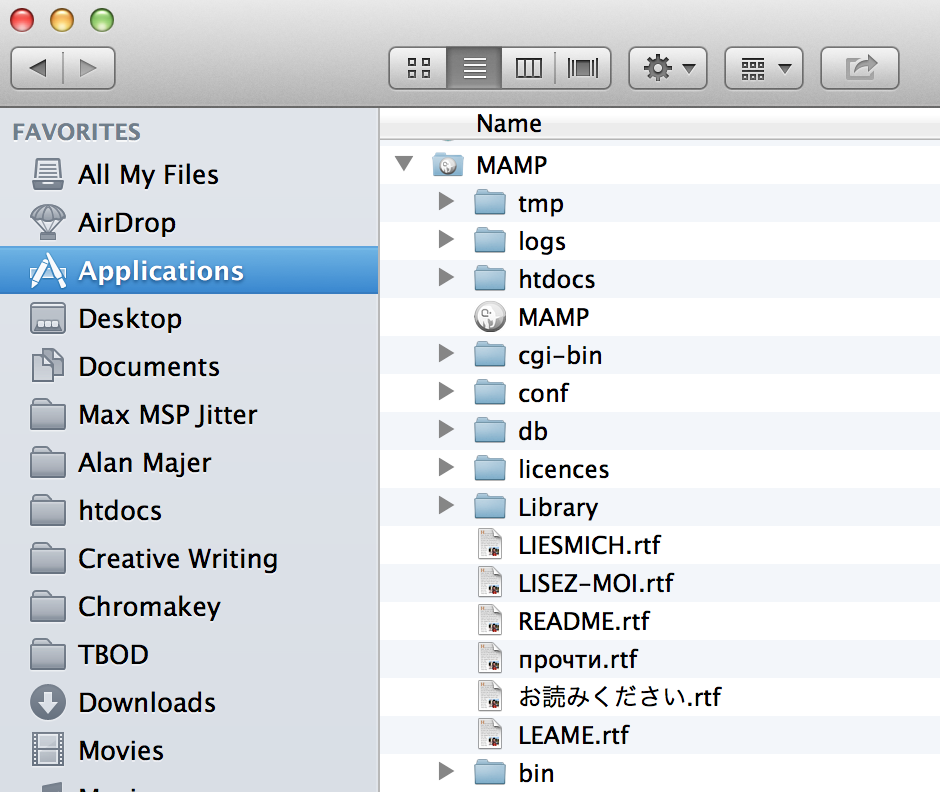 FAVORITES
All My Files
AirDrop
Applications
Desktop
Documents
Max MSP Jitter
Alan Majer
htdocs
Creative Writing
Chromakey
TBOD
Downloads
Movies
Name
MAMP
tmp
logs
htdocs
MAMP
cgi-bin
conf
db
licences
Library
LIESMICH.rtf
LISEZ-MOI.rtf
README.rtf
прочти.rtf
お読みください.rtf
LEAME.rtf
bin